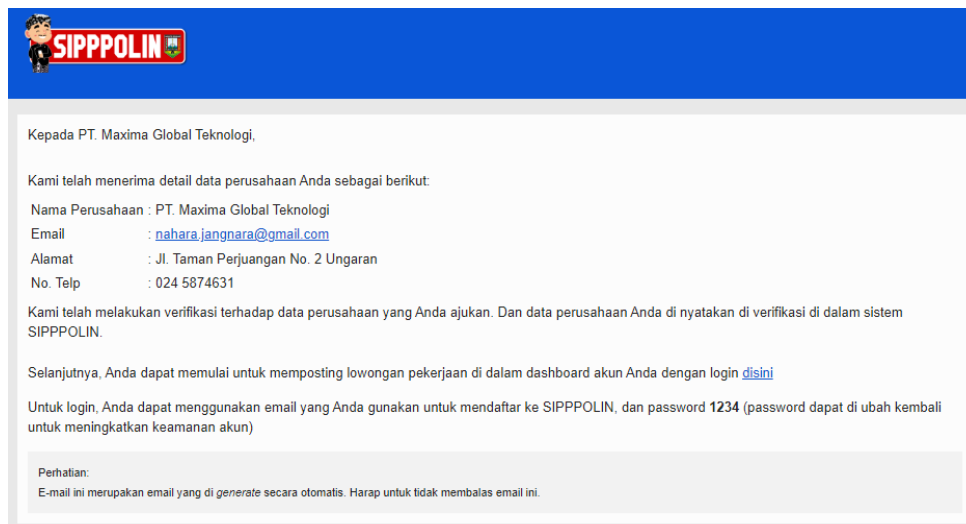 SIPPPOLIN
Kepada PT. Maxima Global Teknologi,
Kami telah menerima detail data perusahaan Anda sebagai berikut:
Nama Perusahaan : PT. Maxima Global Teknologi
Email : nahara.jangnara@gmail.com
Alamat : Jl. Taman Perjuangan No. 2 Ungaran
No. Telp : 024 5874631
Kami telah melakukan verifikasi terhadap data perusahaan yang Anda ajukan. Dan data perusahaan Anda di nyatakan di verifikasi di dalam sistem
SIPPPOLIN.
Selanjutnya, Anda dapat memulai untuk memposting lowongan pekerjaan di dalam dashboard akun Anda dengan login disini
Untuk login, Anda dapat menggunakan email yang Anda gunakan untuk mendaftar ke SIPPPOLIN, dan password 1234 (password dapat di ubah kembali
untuk meningkatkan keamanan akun)
Perhatian:
E-mail ini merupakan email yang di generate secara otomatis. Harap untuk tidak membalas email ini.